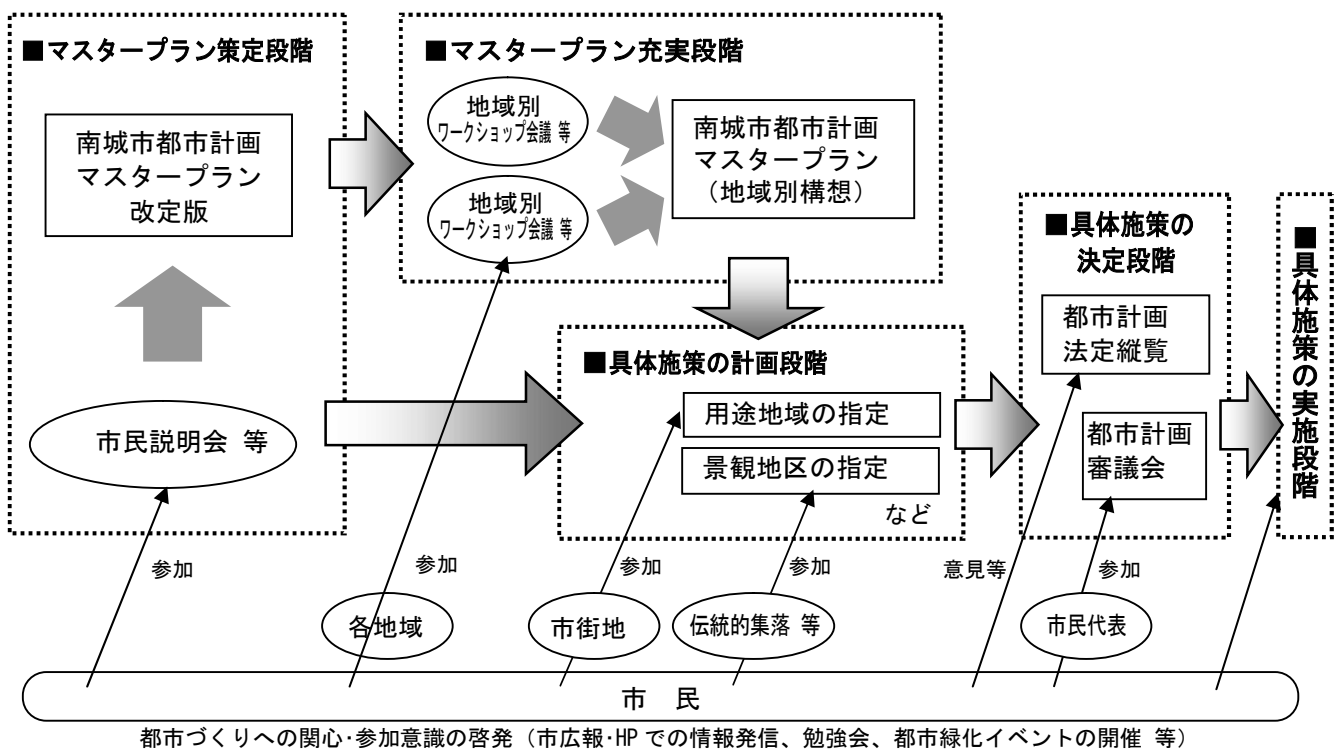 ■マスタープラン策定段階
南城市都市計画
マスタープラン
改定版
市民説明会 等
■マスタープラン充実段階
地域別
ワークショップ会議 等
地域別
ワークショップ会議 等
南城市都市計画
マスタープラン
（地域別構想）
■具体施策の計画段階
用途地域の指定
景観地区の指定
など
■具体施策の
決定段階
都市計画
法定縦覧
都市計画
審議会
■具体施策の実施段階
参加
参加
参加
参加
意見等
参加
各地域
市街地
伝統的集落 等
市民代表
市 民
都市づくりへの関心･参加意識の啓発（市広報･HP での情報発信、勉強会、都市緑化イベントの開催 等）